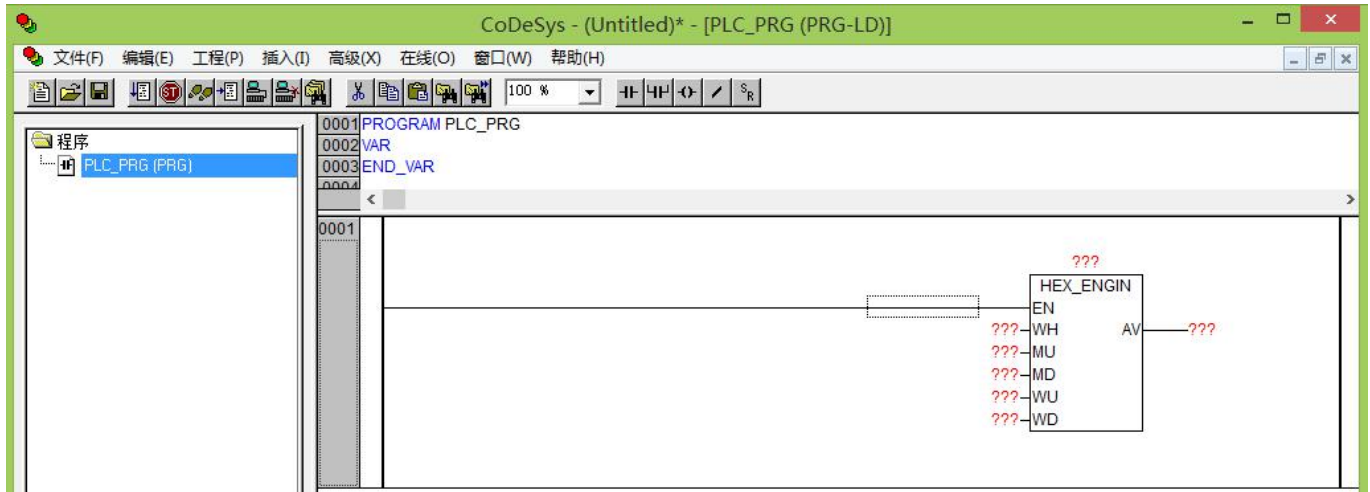 CoDeSys - (Untitled)* - [PLC_PRG (PRG-LD)]
文件(F) 编辑(E) 工程(P) 插入(I) 高级(X) 在线(O) 窗口(W) 帮助(H)
100 %
S
R
程序
PLC_PRG (PRG)
0001 PROGRAM PLC_PRG
0002 VAR
0003 END_VAR
0004
0001
???
HEX_ENGIN
EN
??? WH AV ???
??? MU
??? MD
??? WU
??? WD